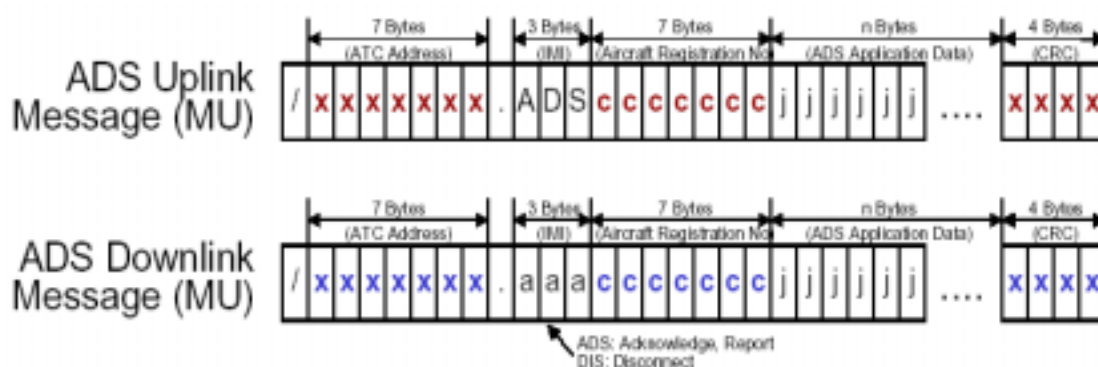 7 Bytes 3 Bytes 7 Bytes n Bytes 4 Bytes
(ATC Address) (IMI) (Aircraft Registration No (ADS Application Data) (CRC)
ADS Uplink
Message (MU)
/ x x x x x x x . A D S c c c c c c c j j j j j j .... x x x x
7 Bytes 3 Bytes 7 Bytes n Bytes 4 Bytes
(ATC Address) (IMI) (Aircraft Registration No (ADS Application Data) (CRC)
ADS Downlink
Message (MU)
/ x x x x x x x . a a a c c c c c c c j j j j j j .... x x x x
ADS: Acknowledge, Report
DIS: Disconnect